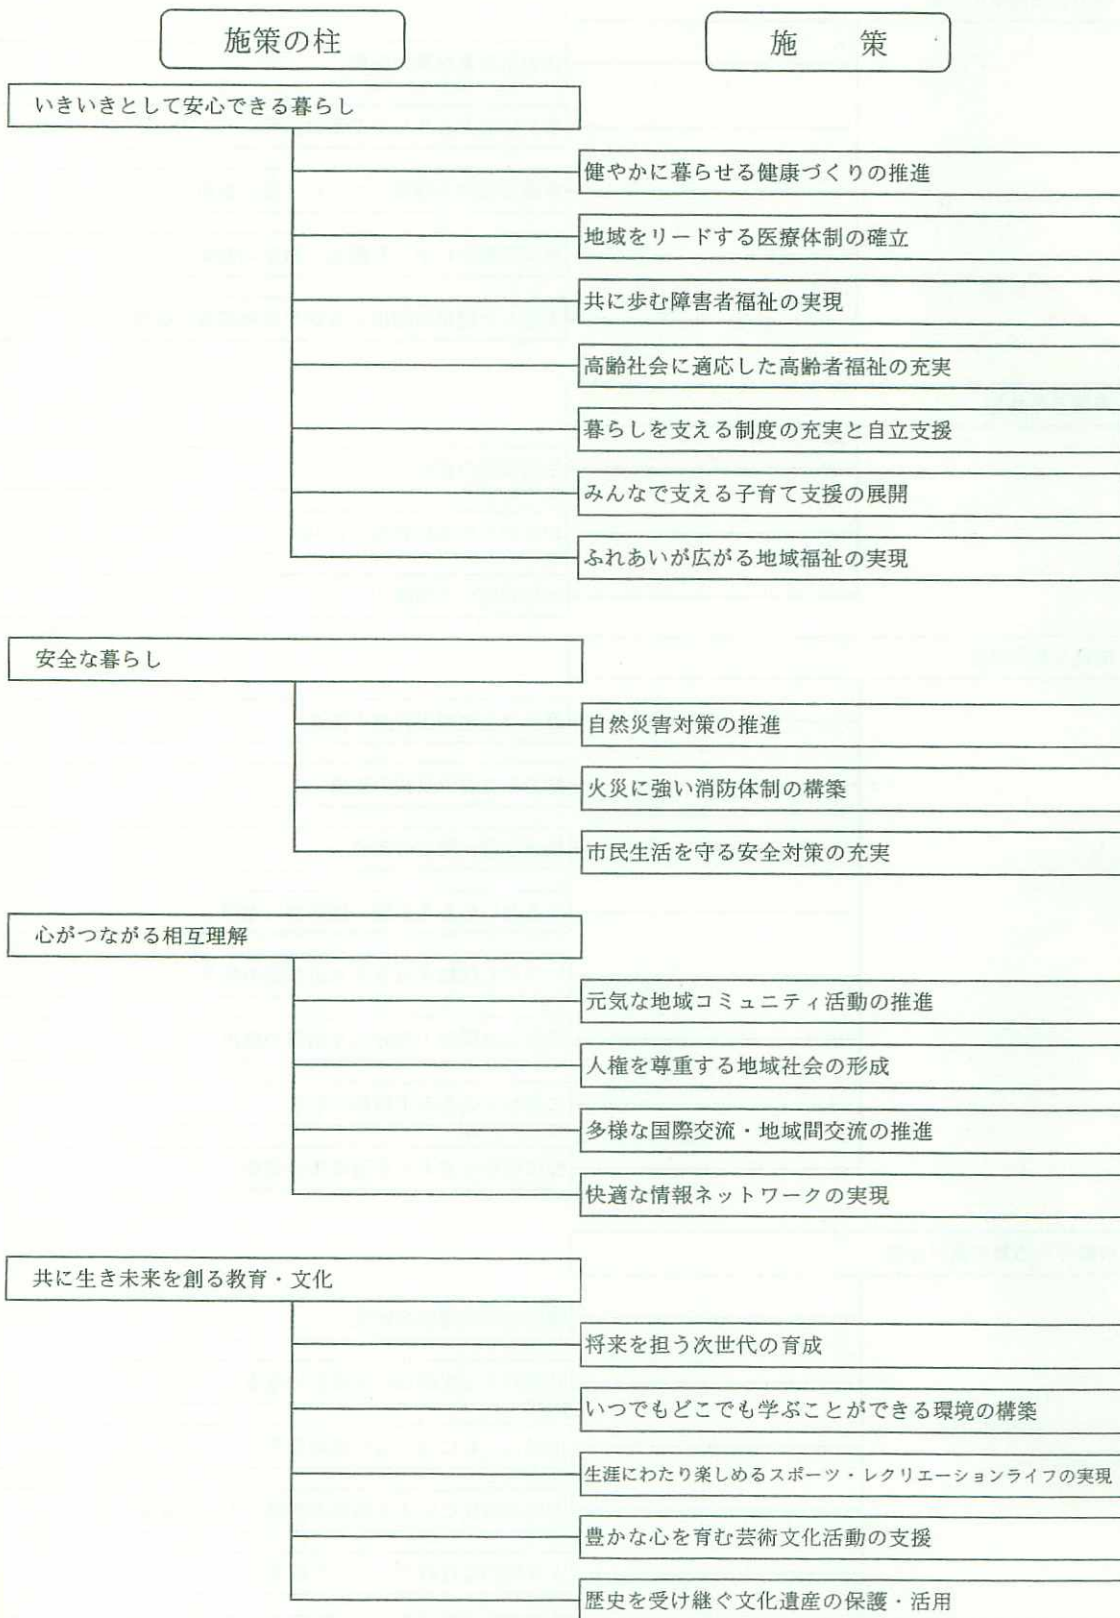 施策の柱
施　　策
いきいきとして安心できる暮らし
健やかに暮らせる健康づくりの推進
地域をリードする医療体制の確立
共に歩む障害者福祉の実現
高齢社会に適応した高齢者福祉の充実
暮らしを支える制度の充実と自立支援
みんなで支える子育て支援の展開
ふれあいが広がる地域福祉の実現
安全な暮らし
自然災害対策の推進
火災に強い消防体制の構築
市民生活を守る安全対策の充実
心がつながる相互理解
元気な地域コミュニティ活動の推進
人権を尊重する地域社会の形成
多様な国際交流・地域間交流の推進
快適な情報ネットワークの実現
共に生き未来を創る教育・文化
将来を担う次世代の育成
いつでもどこでも学ぶことができる環境の構築
生涯にわたり楽しめるスポーツ・レクリエーションライフの実現
豊かな心を育む芸術文化活動の支援
歴史を受け継ぐ文化遺産の保護・活用